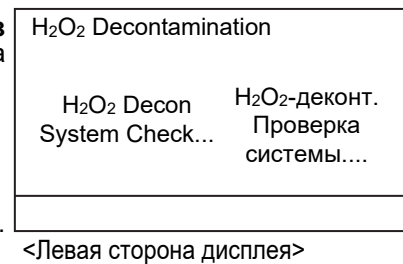 в
H₂O₂ Decontamination
а
H₂O₂ Decon
System Check...
H₂O₂-деконт.
Проверка
системы....
.
<Левая сторона дисплея>